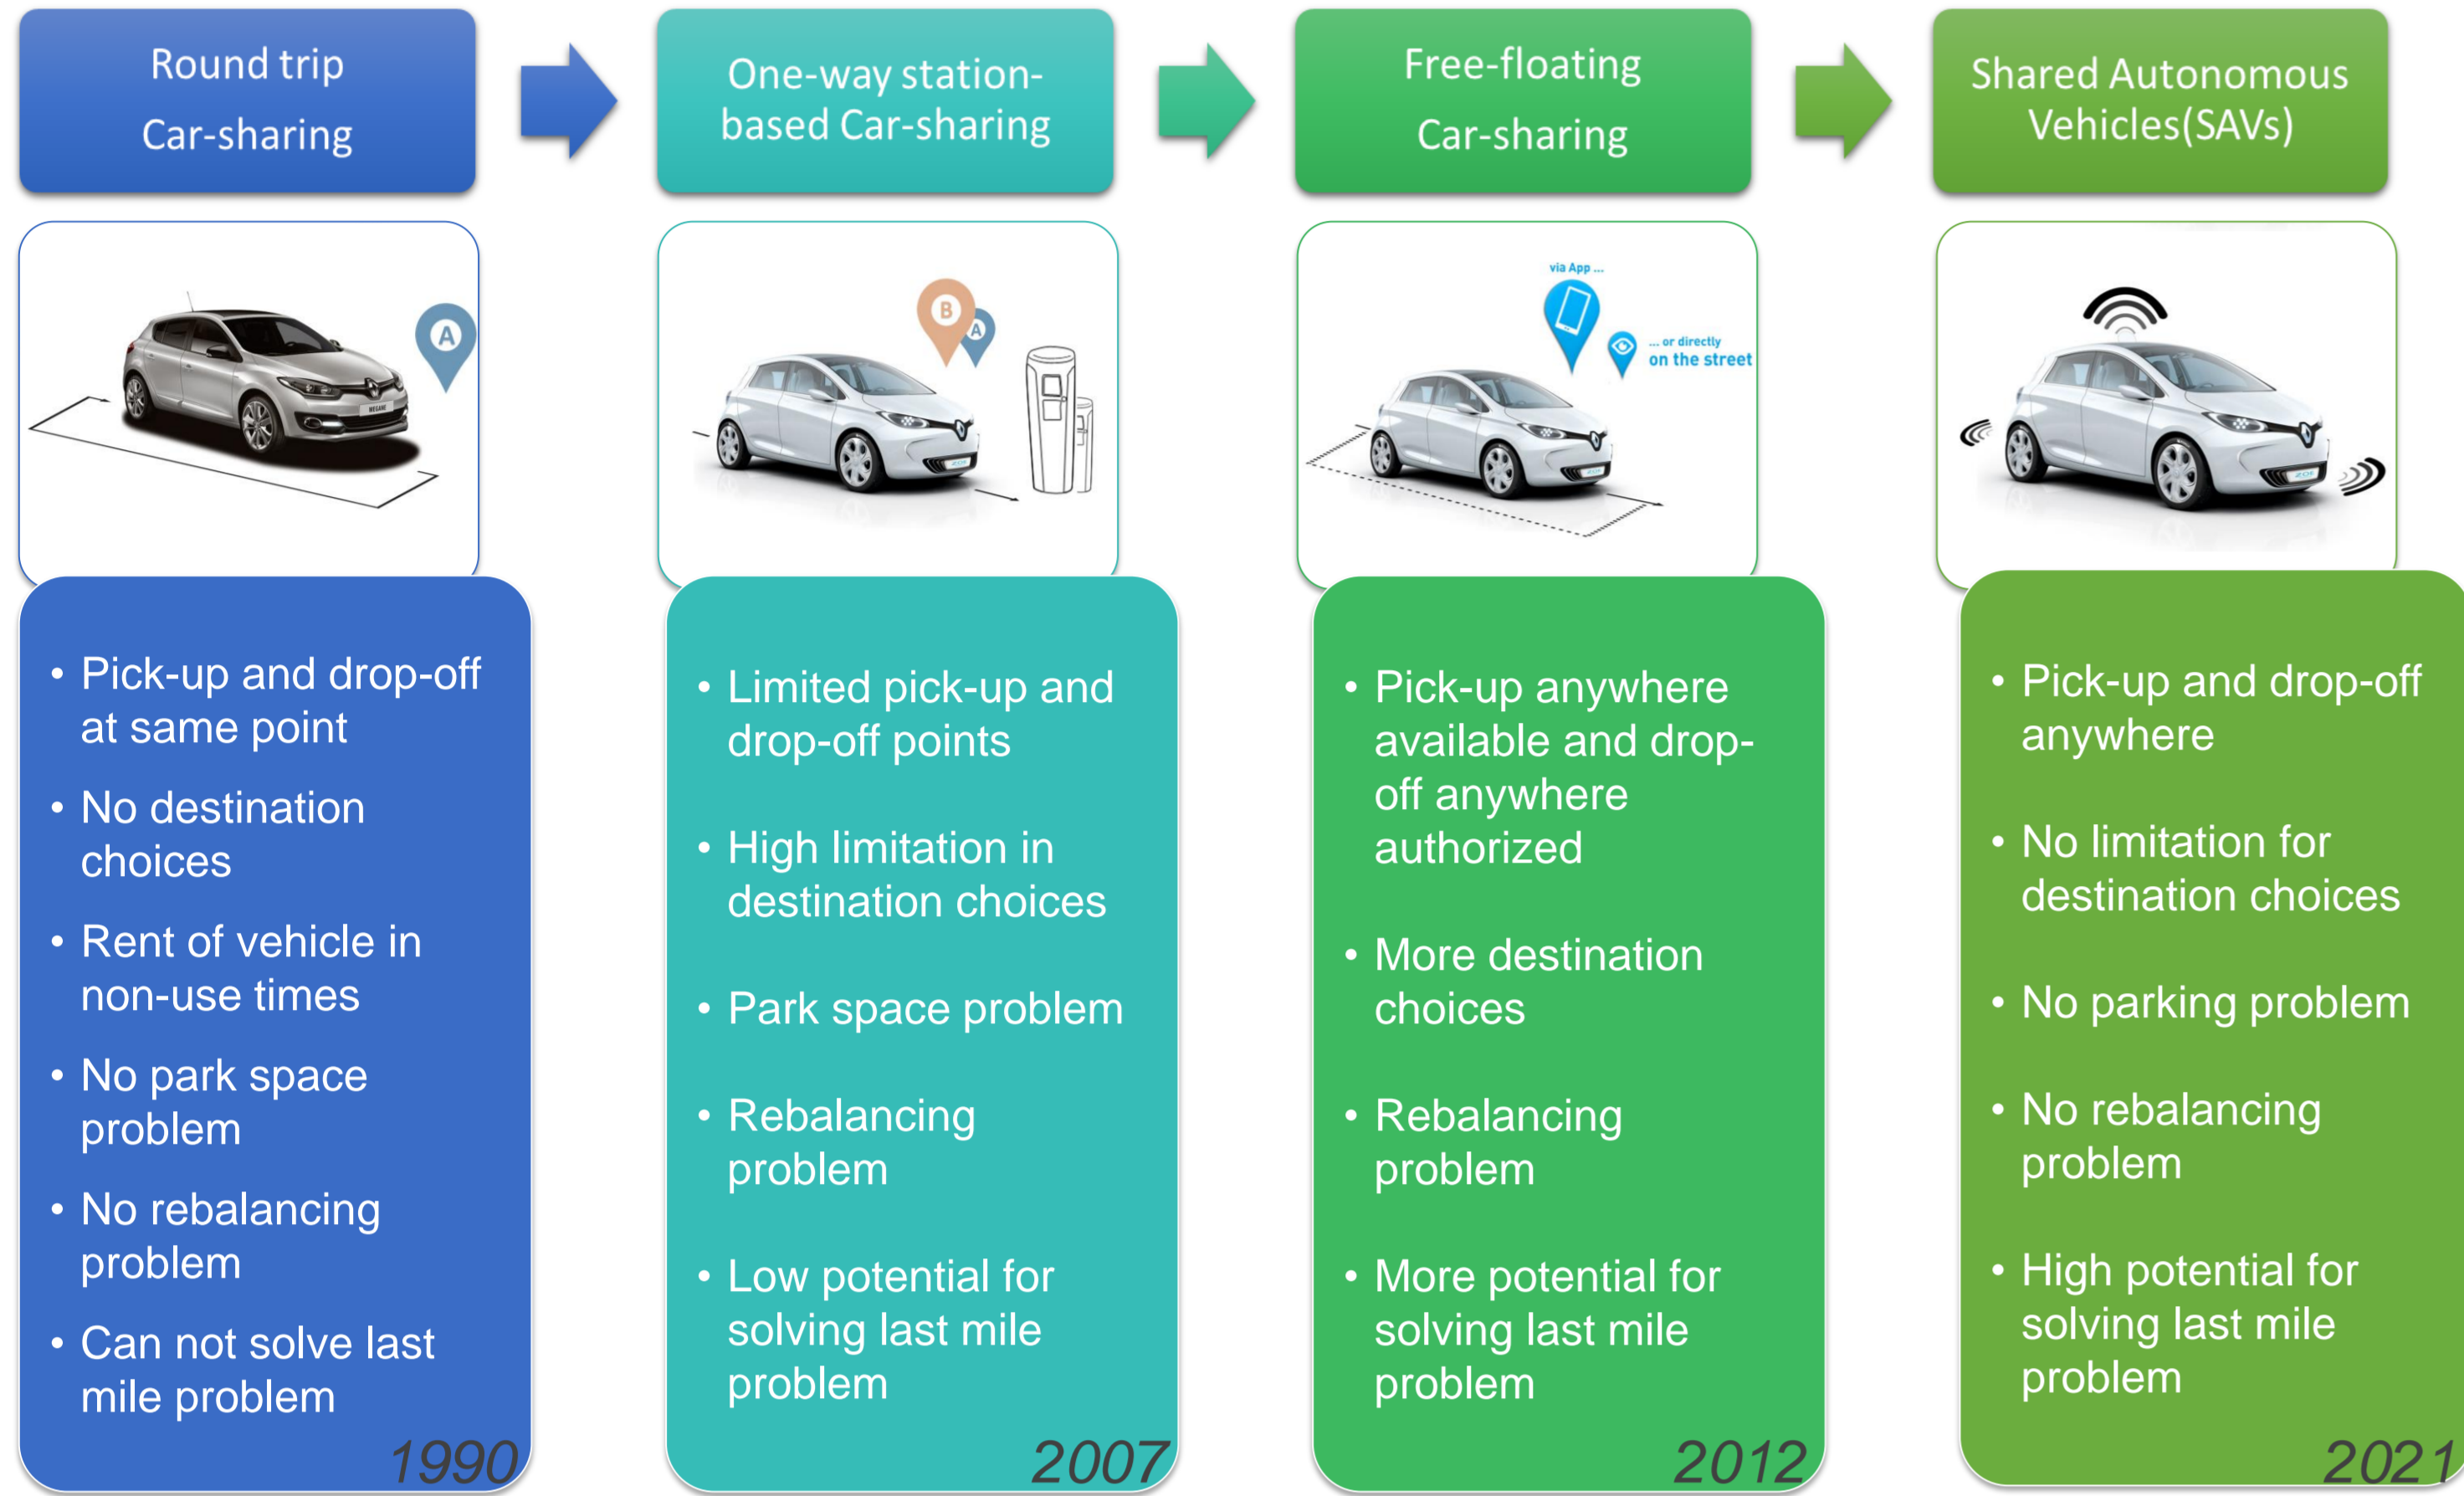 Round trip
Car-sharing
One-way station-
based Car-sharing
Free-floating
Car-sharing
Shared Autonomous
Vehicles(SAVs)
A
MEGANE
B
A
via App ...
... or directly
on the street
ZOE
• Pick-up and drop-off
at same point
• No destination
choices
• Rent of vehicle in
non-use times
• No park space
problem
• No rebalancing
problem
• Can not solve last
mile problem
1990
• Limited pick-up and
drop-off points
• High limitation in
destination choices
• Park space problem
• Rebalancing
problem
• Low potential for
solving last mile
problem
2007
• Pick-up anywhere
available and drop-
off anywhere
authorized
• More destination
choices
• Rebalancing
problem
• More potential for
solving last mile
problem
2012
• Pick-up and drop-off
anywhere
• No limitation for
destination choices
• No parking problem
• No rebalancing
problem
• High potential for
solving last mile
problem
2021